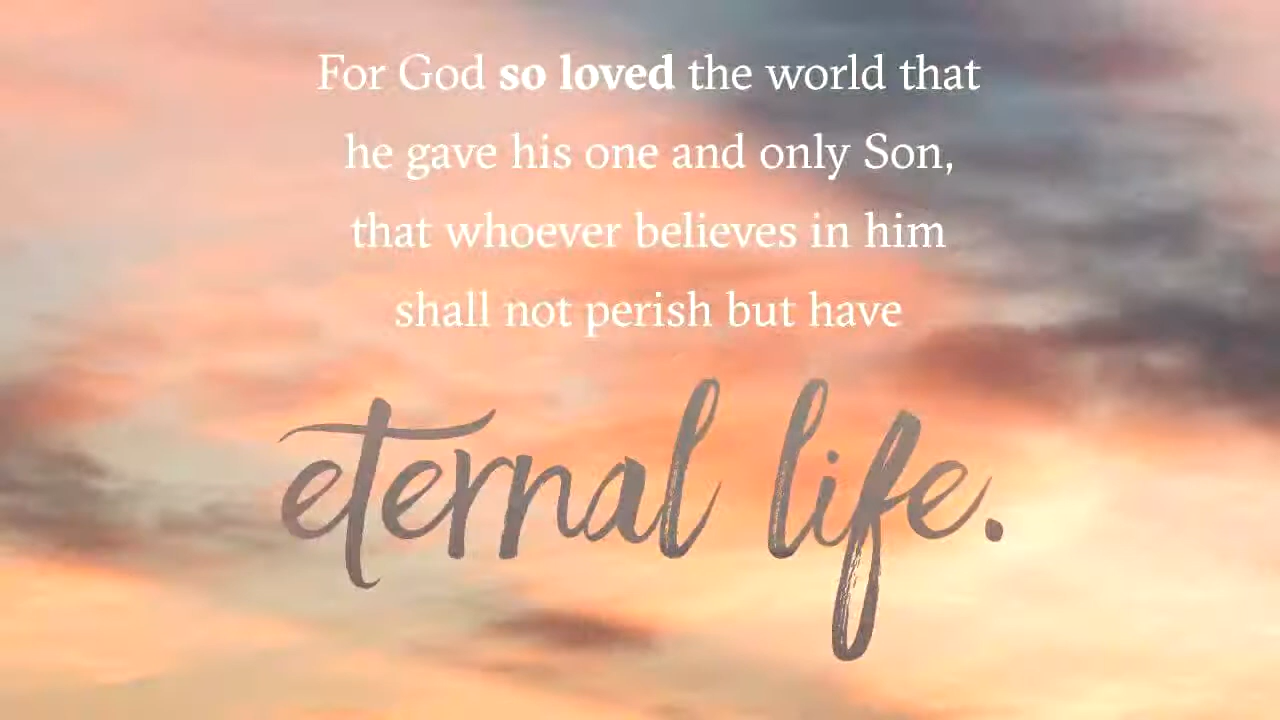 For God so loved the world that
he gave his one and only Son,
that whoever believes in him
shall not perish but have
eternal life.